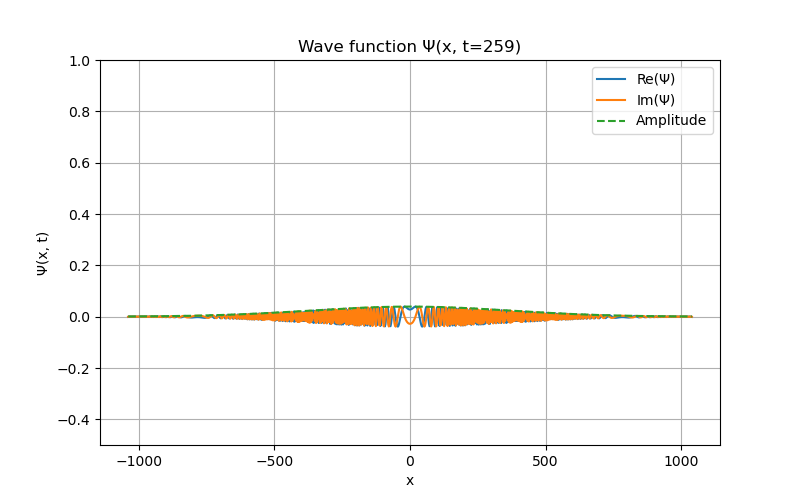 Wave function Ψ(x, t=259)
Re(Ψ)
Im(Ψ)
Amplitude
Ψ(x, t)
1.0
0.8
0.6
0.4
0.2
0.0
−0.2
−0.4
−1000
−500
0
500
1000
x